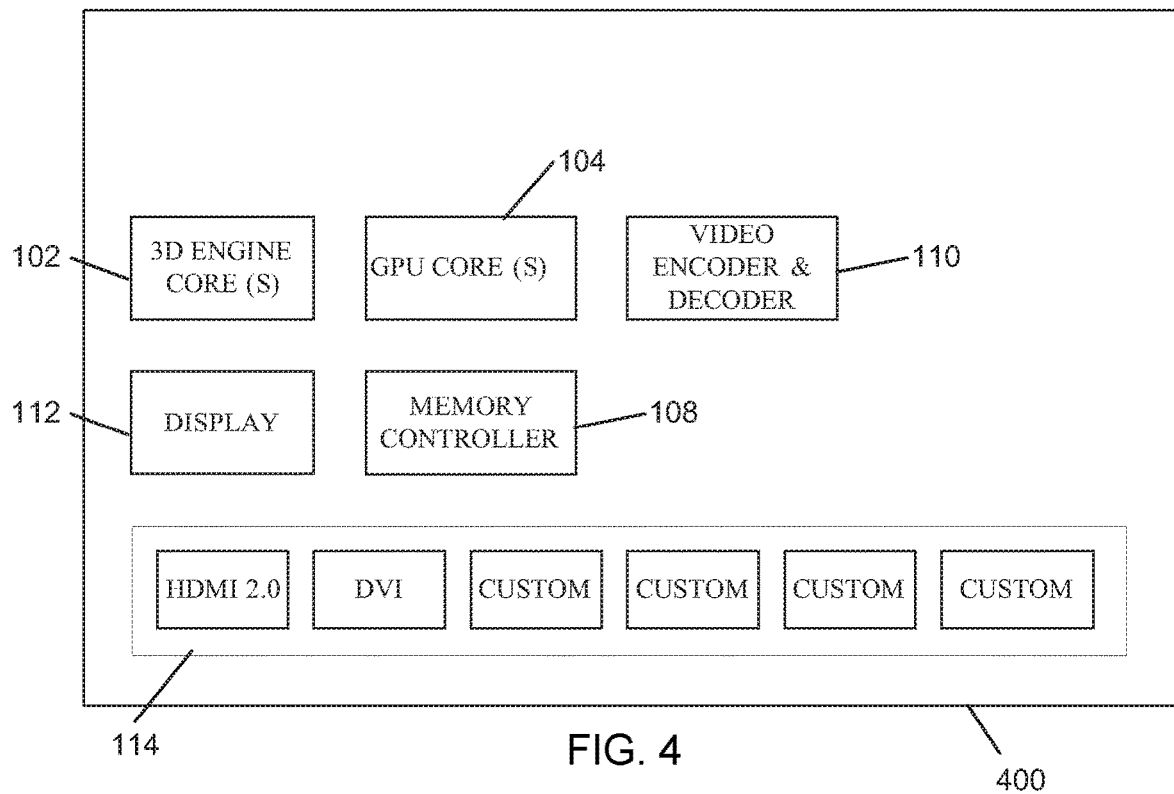 104
102
3D ENGINE
CORE (S)
GPU CORE (S)
VIDEO
ENCODER &
DECODER
110
112
DISPLAY
MEMORY
CONTROLLER
108
HDMI 2.0
DVI
CUSTOM
CUSTOM
CUSTOM
CUSTOM
114
FIG. 4
400